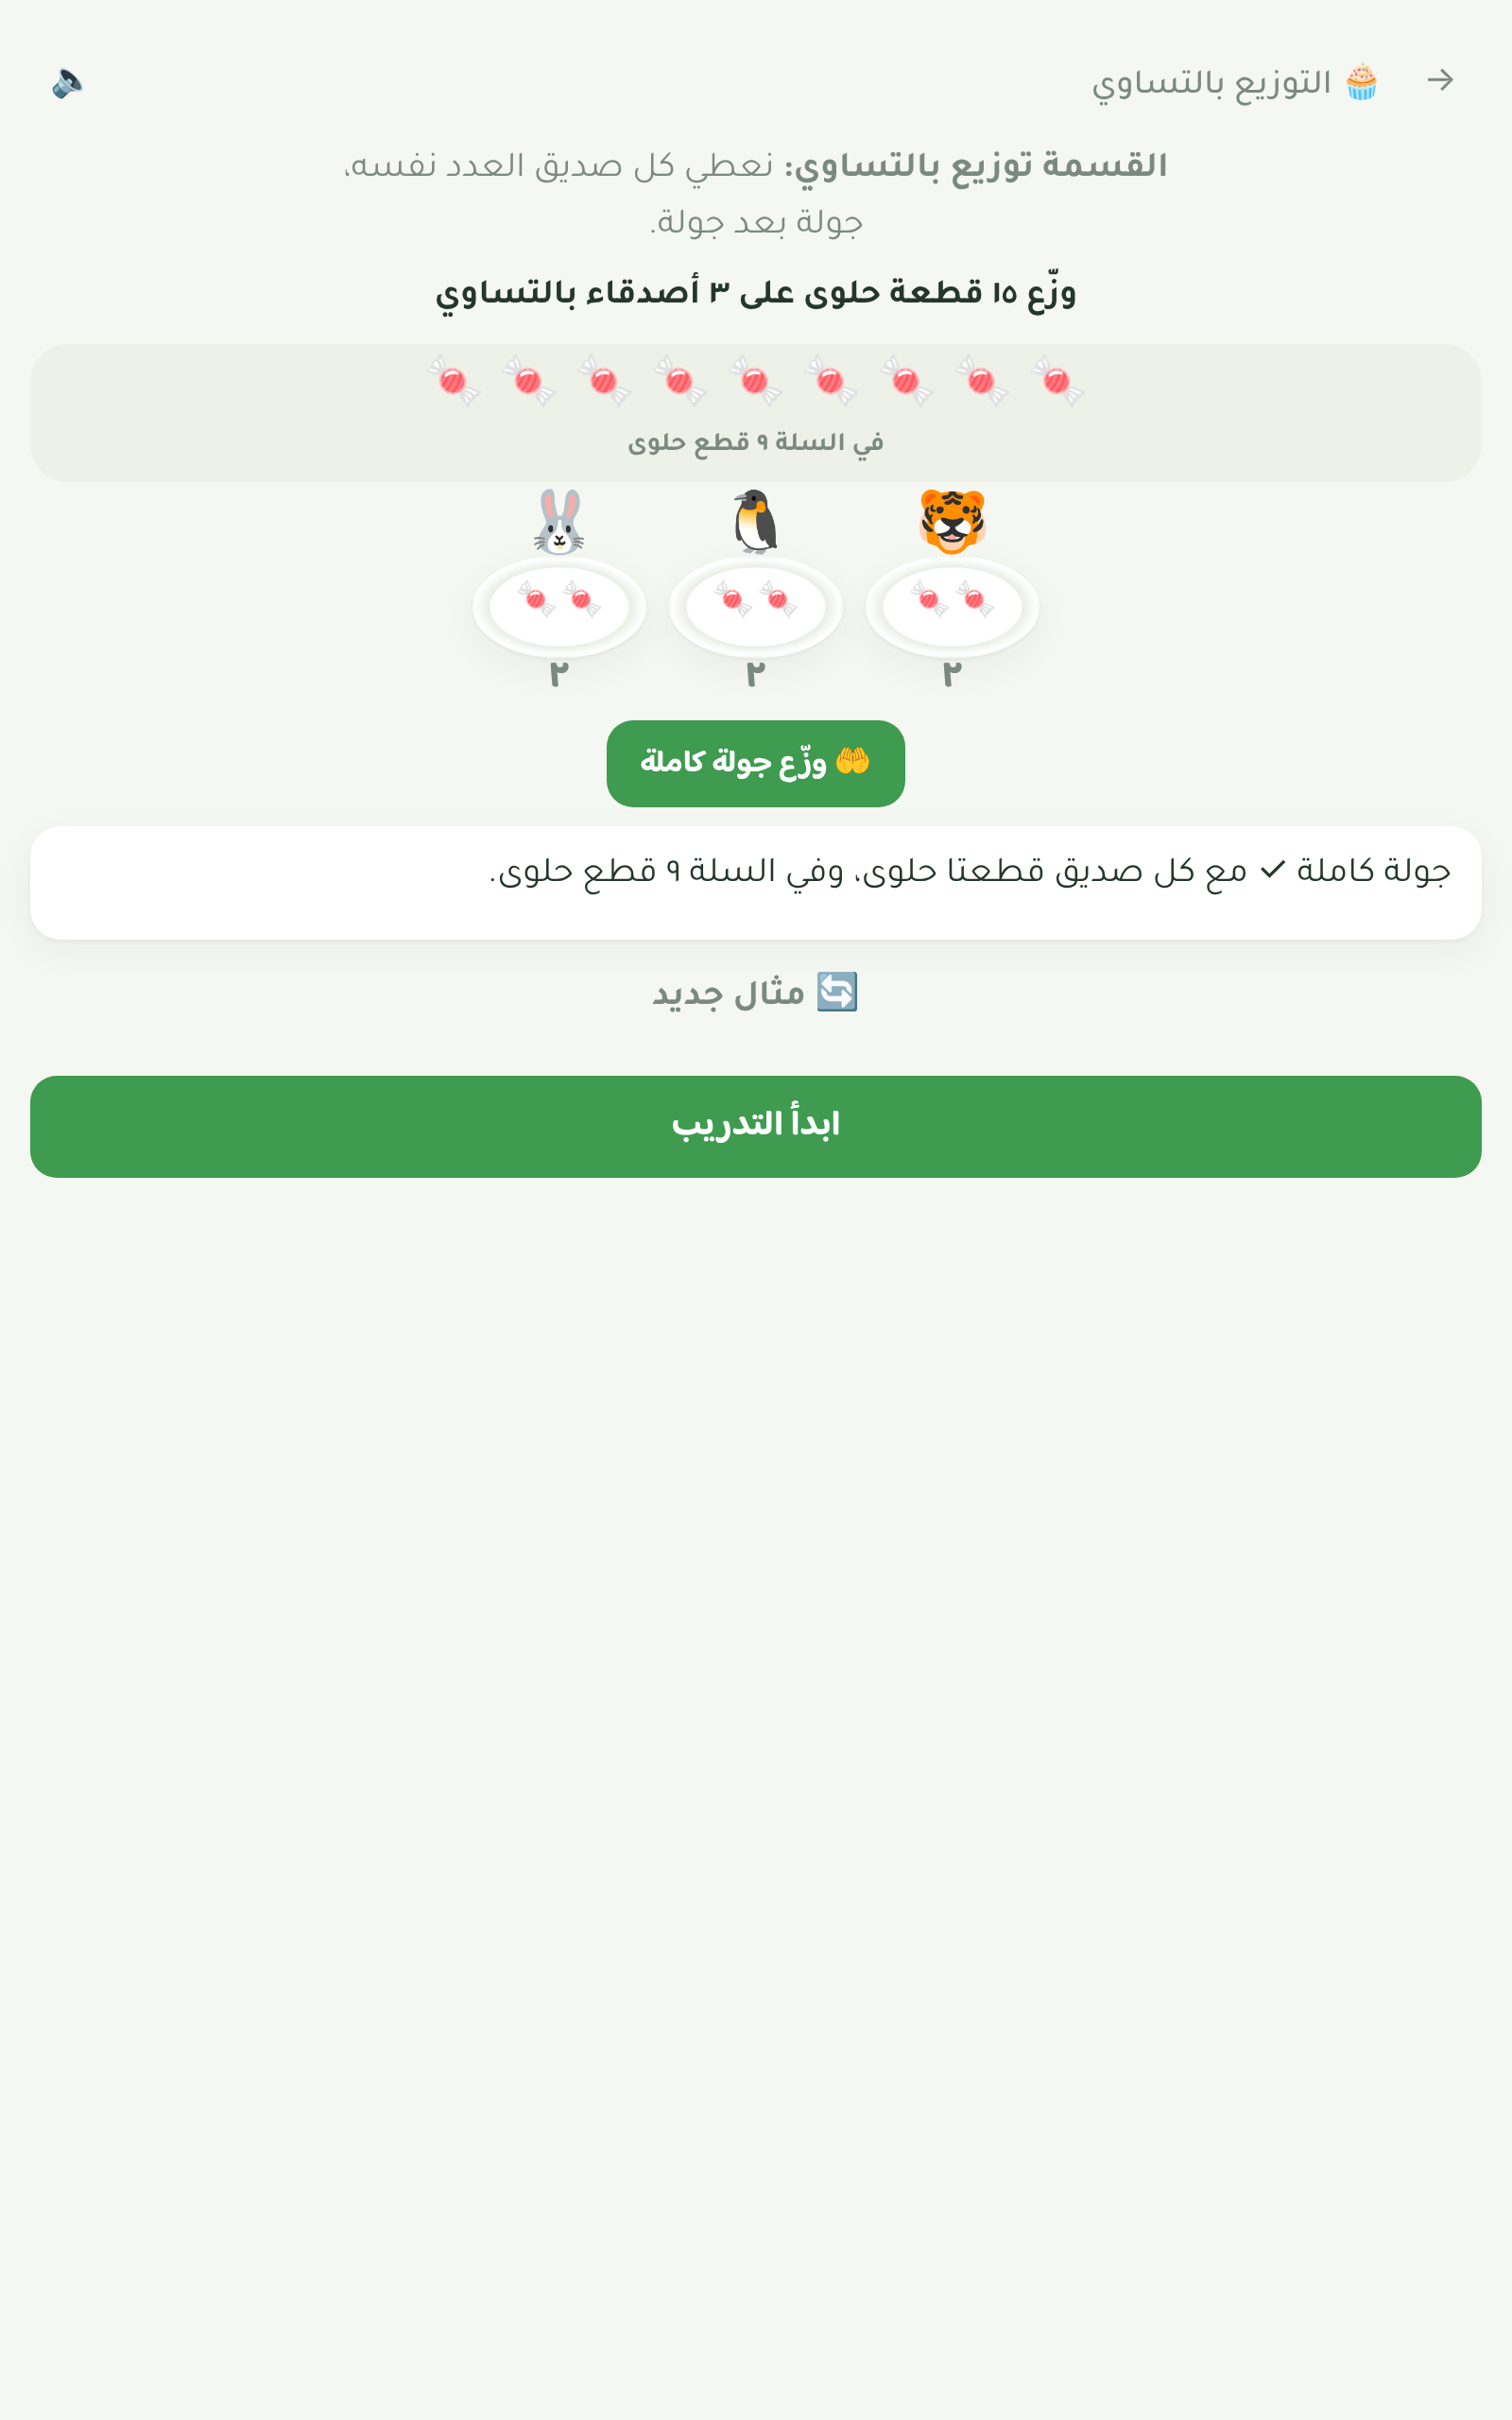 التوزيع بالتساوي
القسمة توزيع بالتساوي: نعطي كل صديق العدد نفسه،
جولة بعد جولة.
وزّع ١٥ قطعة حلوى على ٣ أصدقاء بالتساوي
في السلة ٩ قطع حلوى
٢ ٢ ٢
وزّع جولة كاملة
جولة كاملة ✓ مع كل صديق قطعتا حلوى، وفي السلة ٩ قطع حلوى.
مثال جديد
ابدأ التدريب